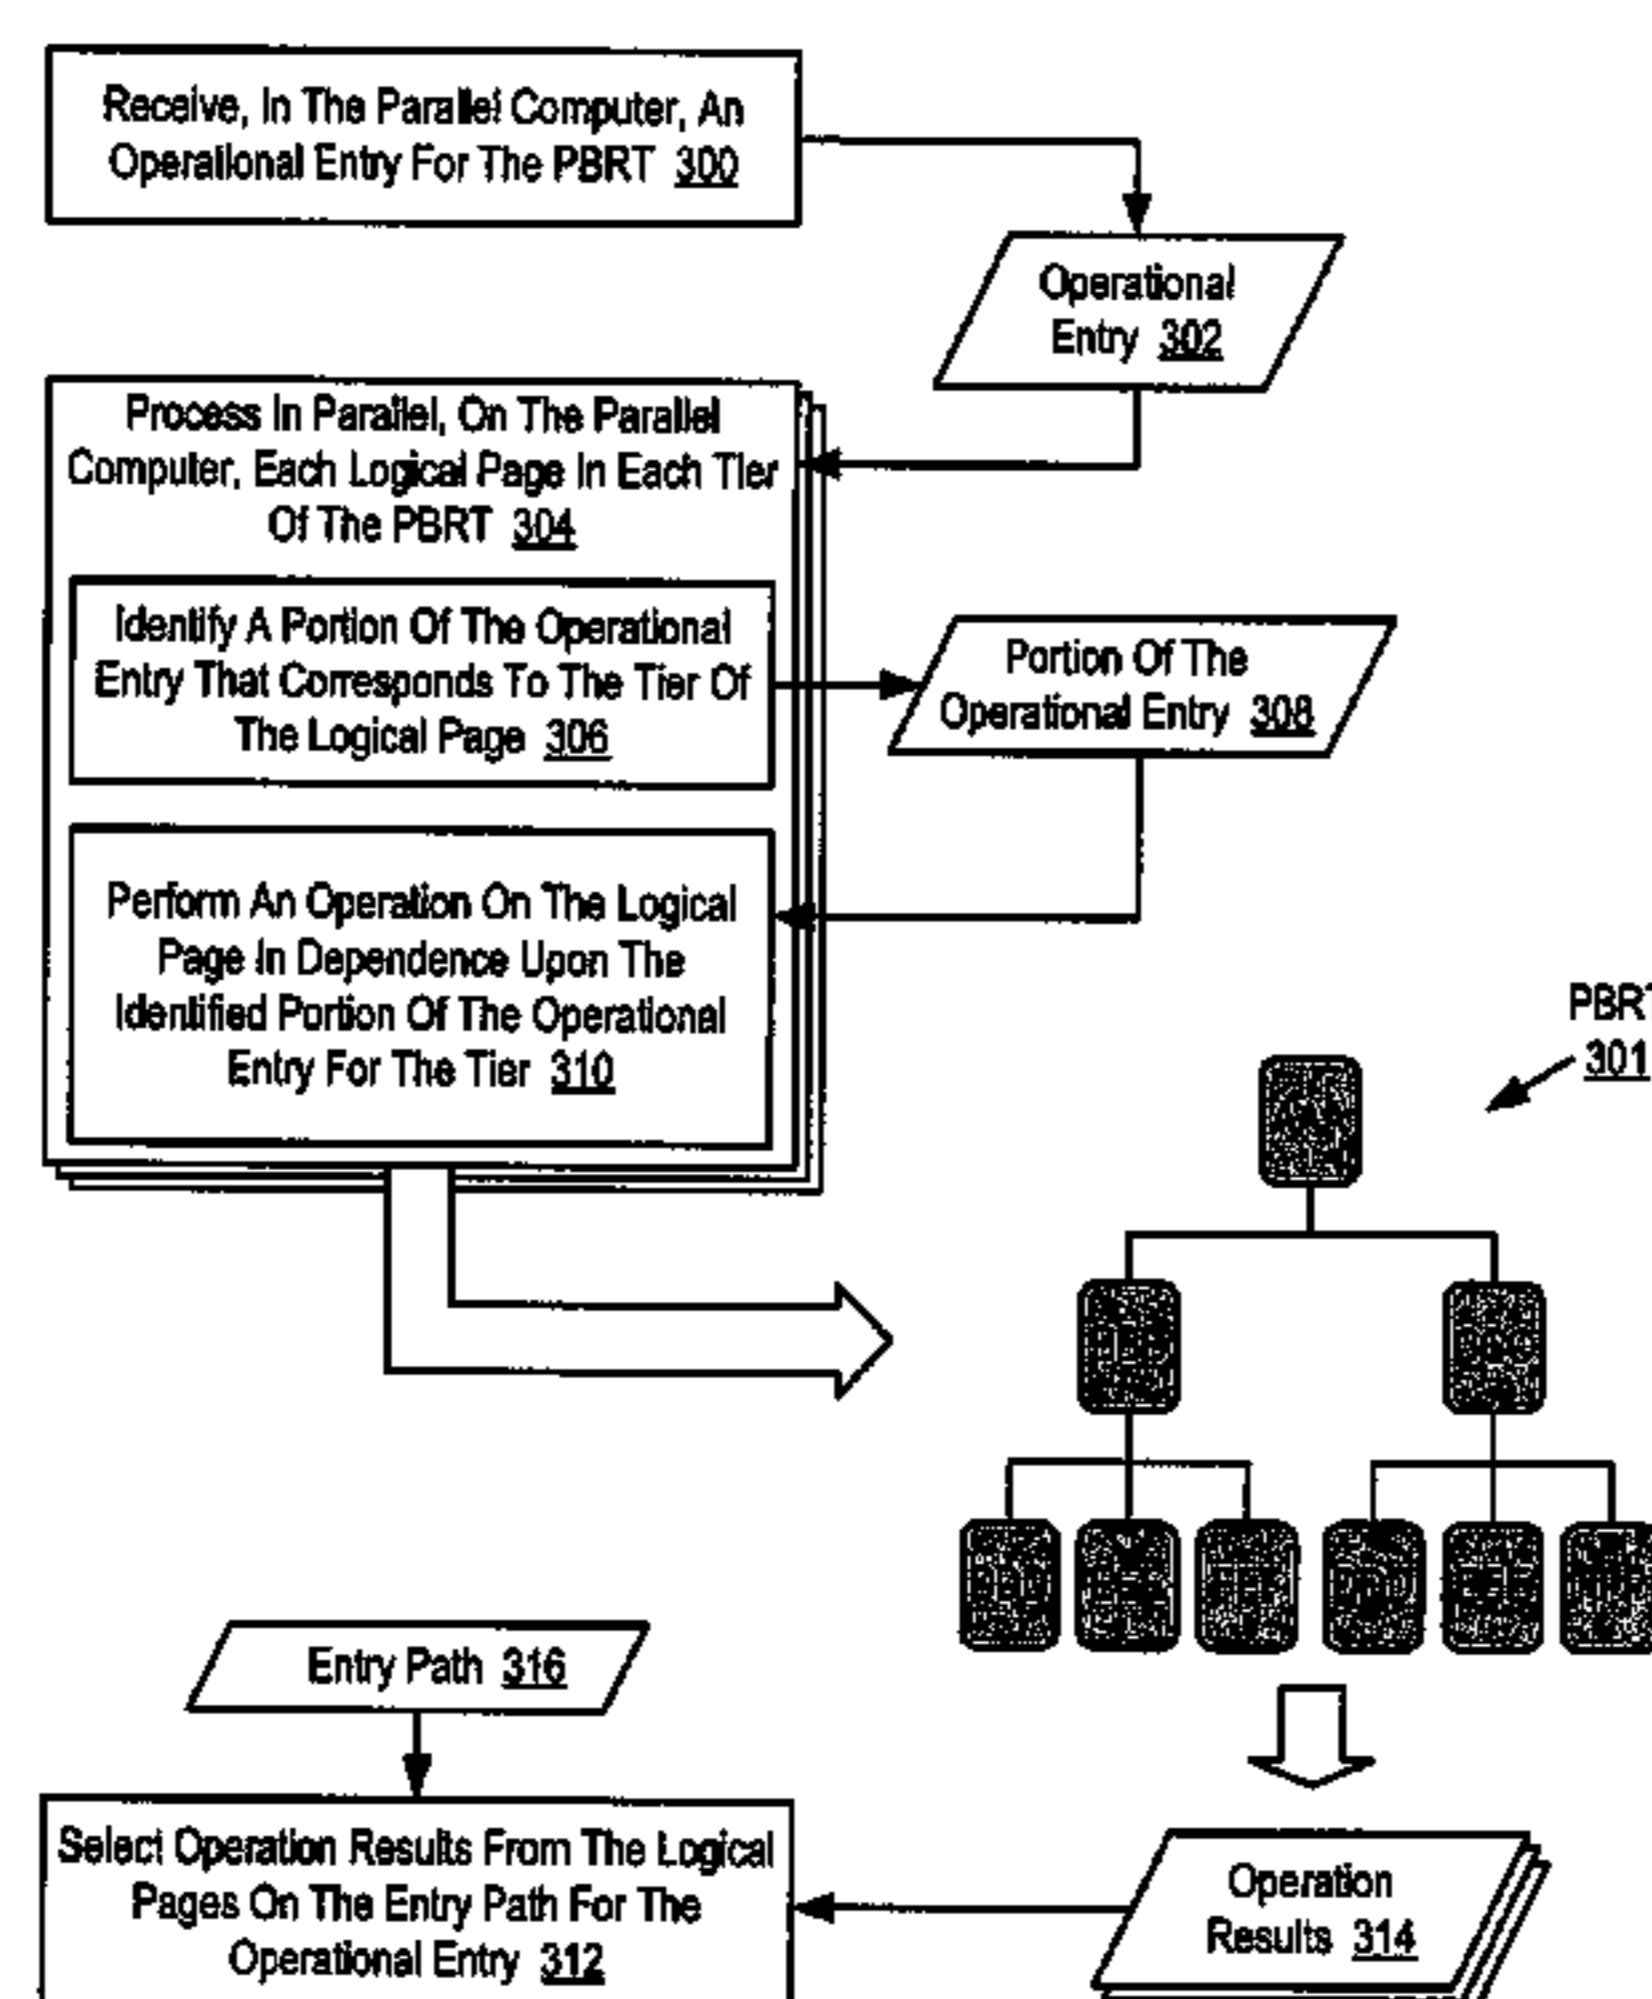 Receive, In The Parallel Computer, An
Operational Entry For The PBRT 300
Operational
Entry 302
Process In Parallel, On The Parallel
Computer, Each Logical Page In Each Tier
Of The PBRT 304
Identify A Portion Of The Operational
Entry That Corresponds To The Tier Of
The Logical Page 306
Portion Of The
Operational Entry 308
Perform An Operation On The Logical
Page In Dependence Upon The
Identified Portion Of The Operational
Entry For The Tier 310
PBRT
301
Entry Path 316
Select Operation Results From The Logical
Pages On The Entry Path For The
Operational Entry 312
Operation
Results 314